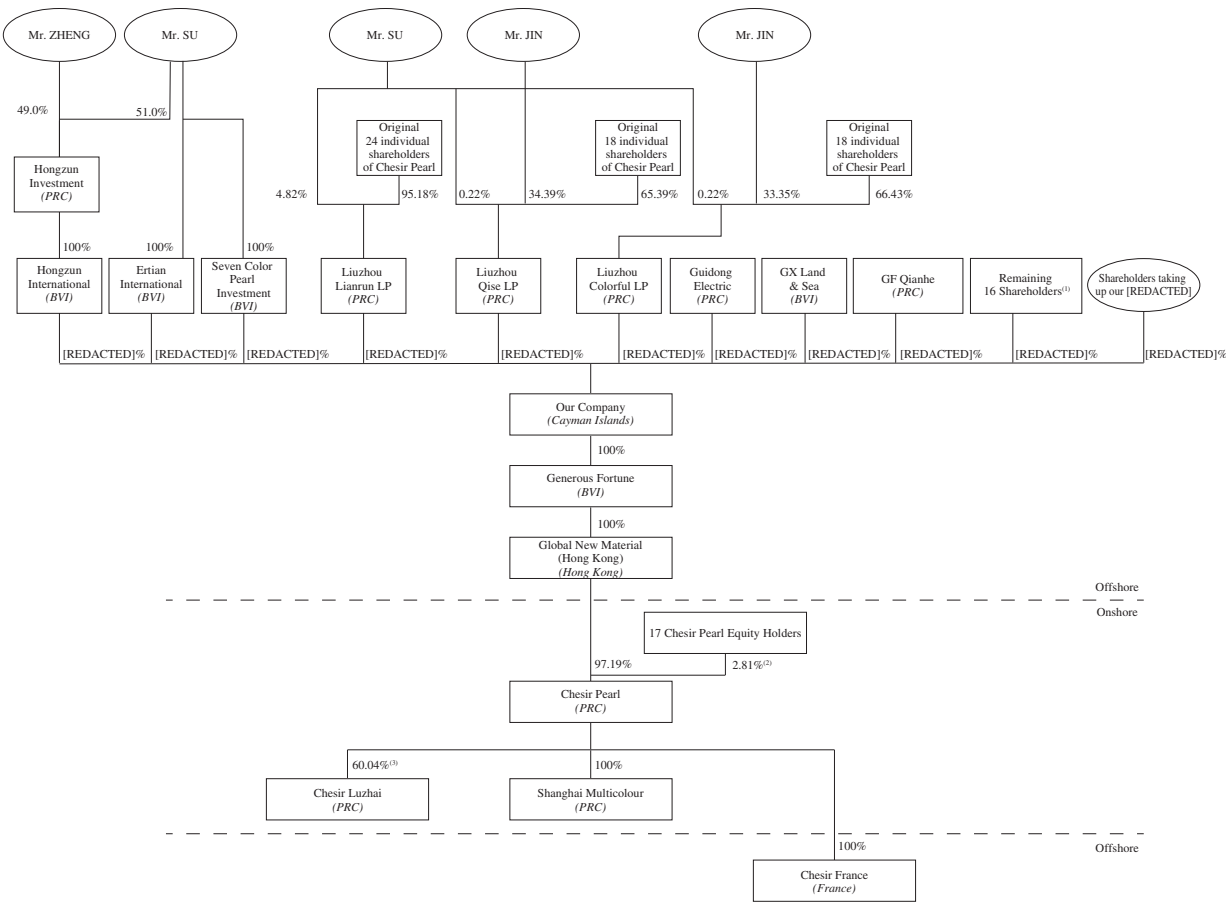 Mr. ZHENG
Mr. SU
Mr. SU
Mr. JIN
Mr. JIN
49.0%
51.0%
Original
24 individual
shareholders
of Chesir Pearl
Original
18 individual
shareholders
of Chesir Pearl
Original
18 individual
shareholders
of Chesir Pearl
Hongzun
Investment
(PRC)
4.82%
95.18%
0.22%
34.39%
65.39%
0.22%
33.35%
66.43%
100%
100%
100%
Hongzun
International
(BVI)
Ertian
International
(BVI)
Seven Color
Pearl
Investment
(BVI)
Liuzhou
Lianrun LP
(PRC)
Liuzhou
Qise LP
(PRC)
Liuzhou
Colorful LP
(PRC)
Guidong
Electric
(PRC)
GX Land
& Sea
(BVI)
GF Qianhe
(PRC)
Remaining
16 Shareholders(1)
Shareholders taking
up our [REDACTED]
[REDACTED]%
[REDACTED]%
[REDACTED]%
[REDACTED]%
[REDACTED]%
[REDACTED]%
[REDACTED]%
[REDACTED]%
[REDACTED]%
[REDACTED]%
[REDACTED]%
Our Company
(Cayman Islands)
100%
Generous Fortune
(BVI)
100%
Global New Material
(Hong Kong)
(Hong Kong)
Offshore
Onshore
17 Chesir Pearl Equity Holders
97.19%
2.81%(2)
Chesir Pearl
(PRC)
60.04%(3)
100%
Chesir Luzhai
(PRC)
Shanghai Multicolour
(PRC)
100%
Offshore
Chesir France
(France)